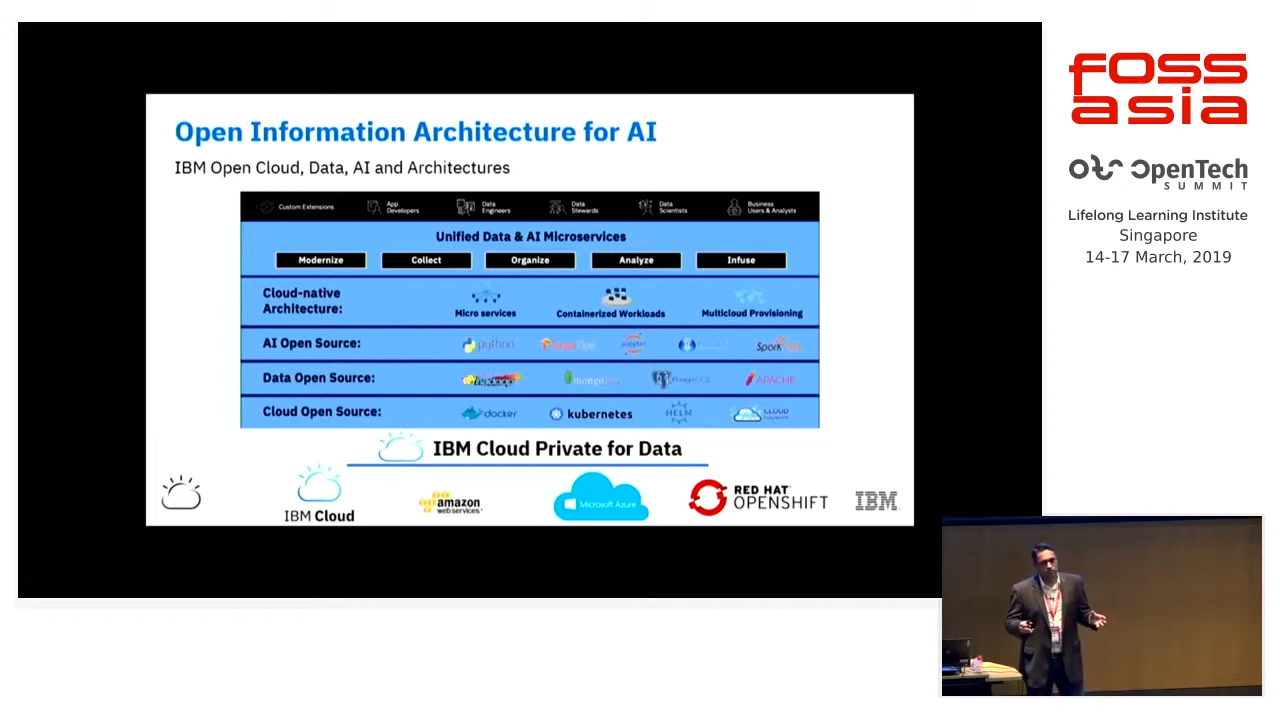 Open Information Architecture for AI
IBM Open Cloud, Data, AI and Architectures
Custom Extensions
App Developers
Data Engineers
Data Stewards
Data Scientists
Business Users & Analysts
Unified Data & AI Microservices
Modernize Collect Organize Analyze Infuse
Cloud-native Architecture:
Micro services Containerized Workloads Multicloud Provisioning
AI Open Source:
python jupyter Spark
Data Open Source:
hadoop mongoDB PostgreSQL APACHE
Cloud Open Source:
docker kubernetes HELM CLOUD FOUNDRY
IBM Cloud Private for Data
IBM Cloud
amazon web services
Microsoft Azure
RED HAT
OPENSHIFT
IBM
FOSS
asia
OpenTech
SUMMIT
Lifelong Learning Institute
Singapore
14-17 March, 2019